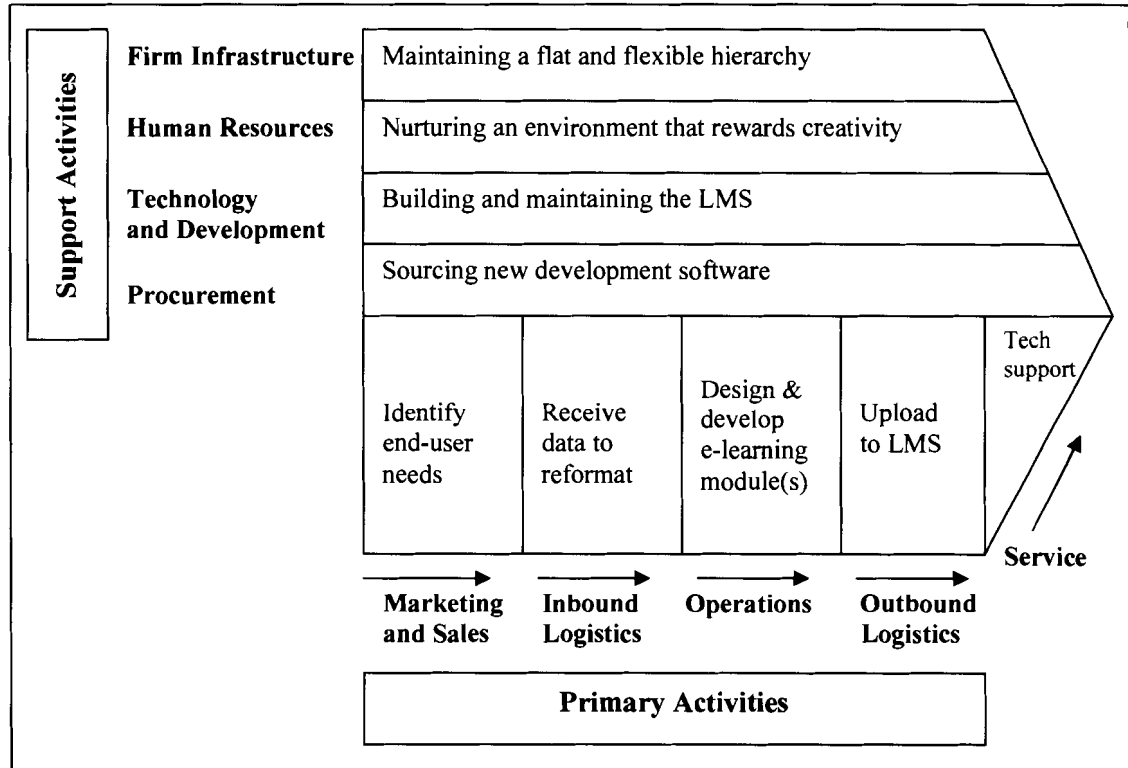 Support Activities
Firm Infrastructure
Maintaining a flat and flexible hierarchy
Human Resources
Nurturing an environment that rewards creativity
Technology
and Development
Building and maintaining the LMS
Procurement
Sourcing new development software
Identify
end-user
needs
Receive
data to
reformat
Design &
develop
e-learning
module(s)
Upload
to LMS
Tech
support
Marketing
and Sales
Inbound
Logistics
Operations
Outbound
Logistics
Service
Primary Activities